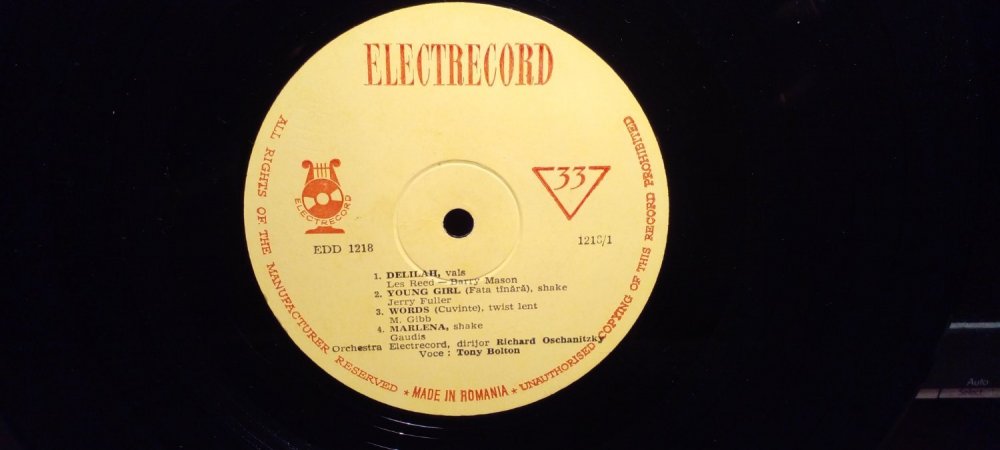 ELECTRECORD
ELECTRECORD
33
EDD 1218
1218/1
1. DELILAH, vals
Les Reed — Barry Mason
2. YOUNG GIRL (Fata tînără), shake
Jerry Fuller
3. WORDS (Cuvinte), twist lent
M. Gibb
4. MARLENA, shake
Gaudis
Orchestra Electrecord, dirijor Richard Oschanitzky
Voce : Tony Bolton
ALL RIGHTS OF THE MANUFACTURER RESERVED * MADE IN ROMANIA * UNAUTHORISED COPYING OF THIS RECORD PROHIBITED
Auto